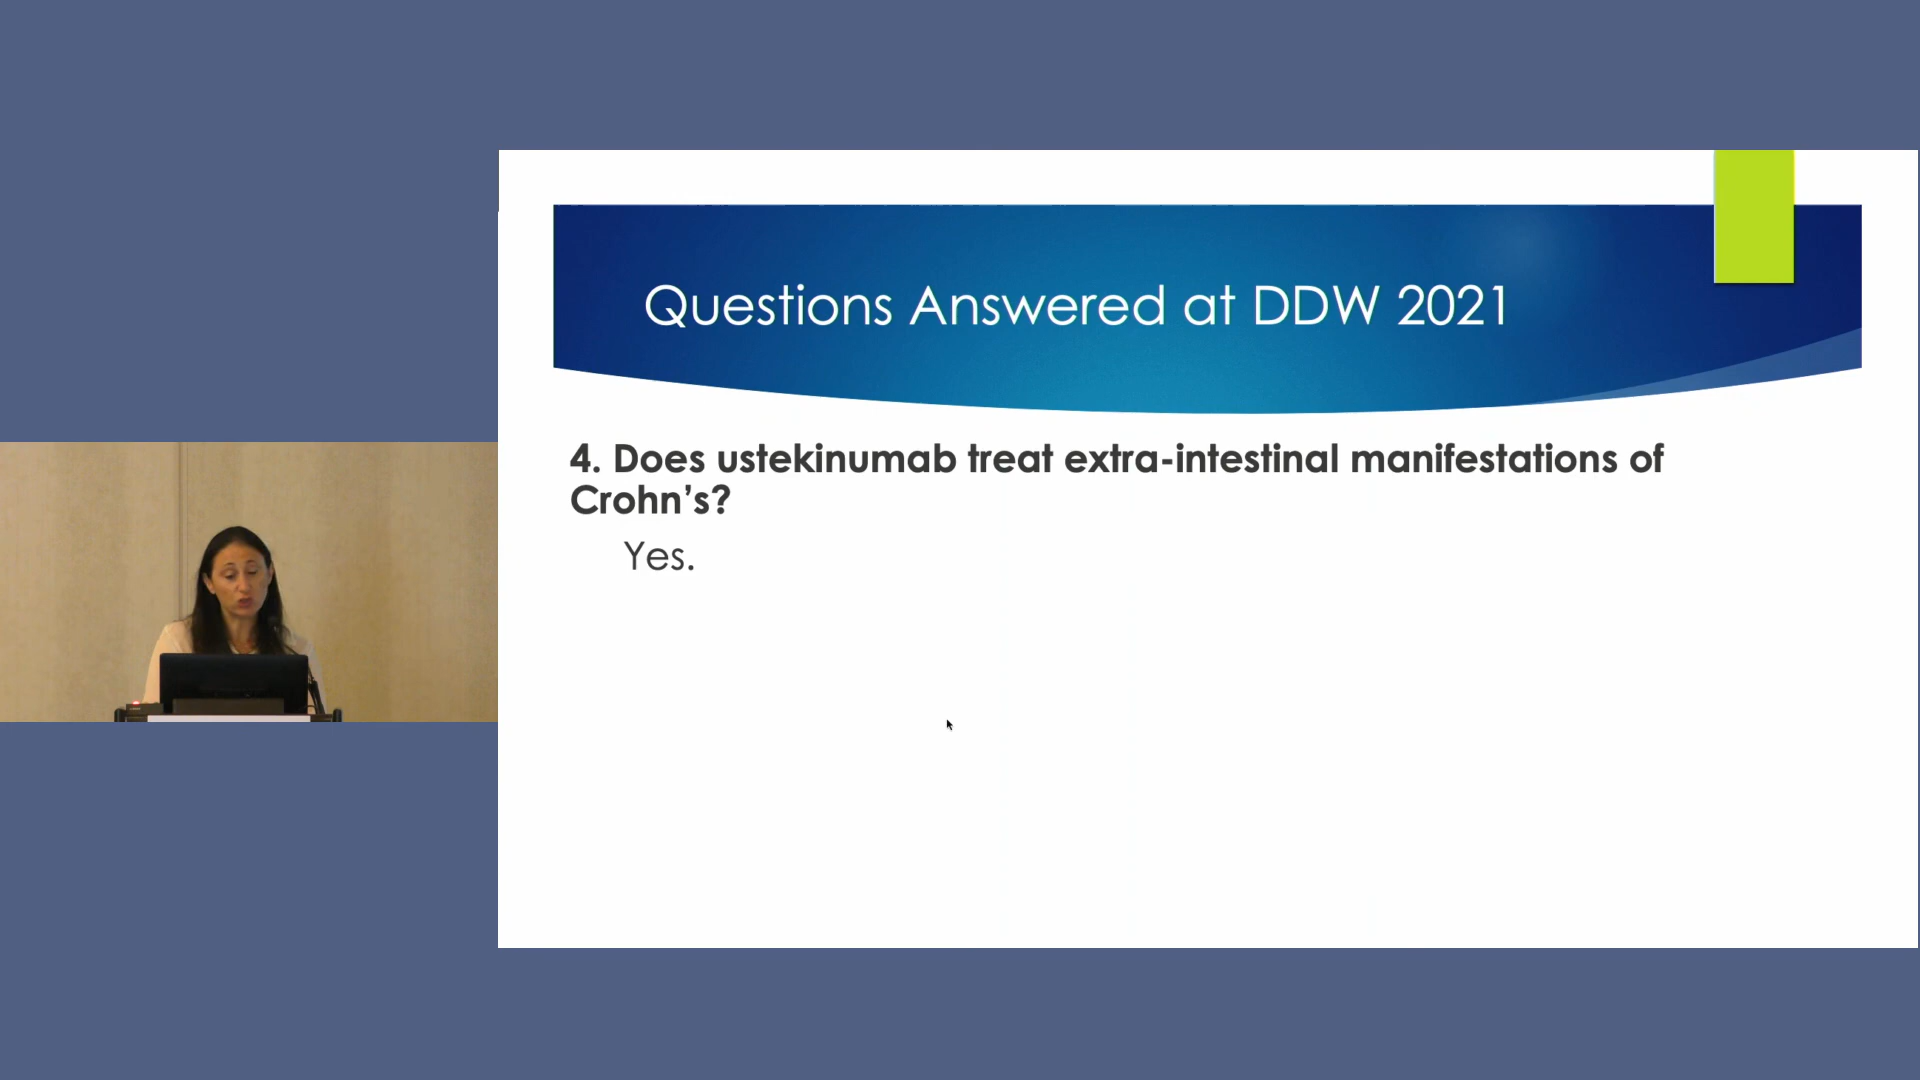 Questions Answered at DDW 2021
4. Does ustekinumab treat extra-intestinal manifestations of
Crohn’s?
Yes.